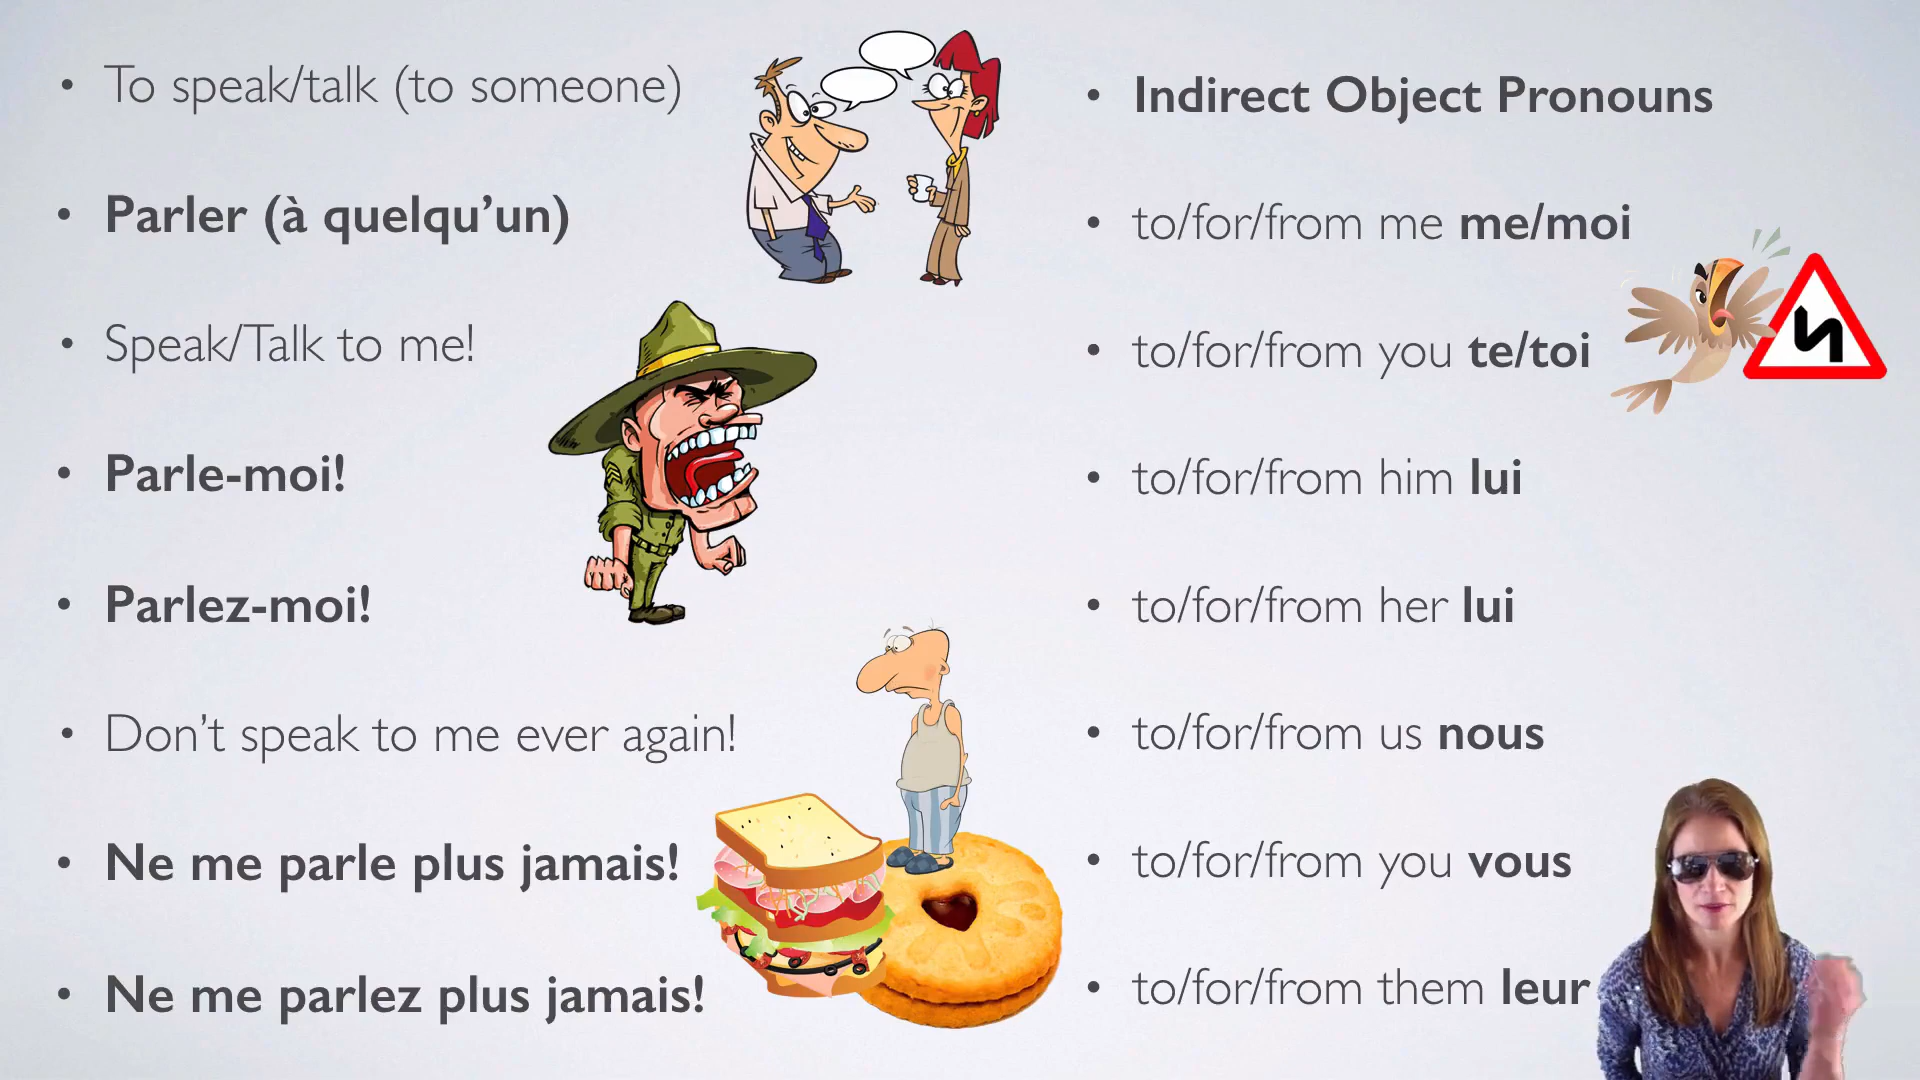 To speak/talk (to someone)
Parler (à quelqu’un)
Speak/Talk to me!
Parle-moi!
Parlez-moi!
Don’t speak to me ever again!
Ne me parle plus jamais!
Ne me parlez plus jamais!
Indirect Object Pronouns
to/for/from me me/moi
to/for/from you te/toi
to/for/from him lui
to/for/from her lui
to/for/from us nous
to/for/from you vous
to/for/from them leur